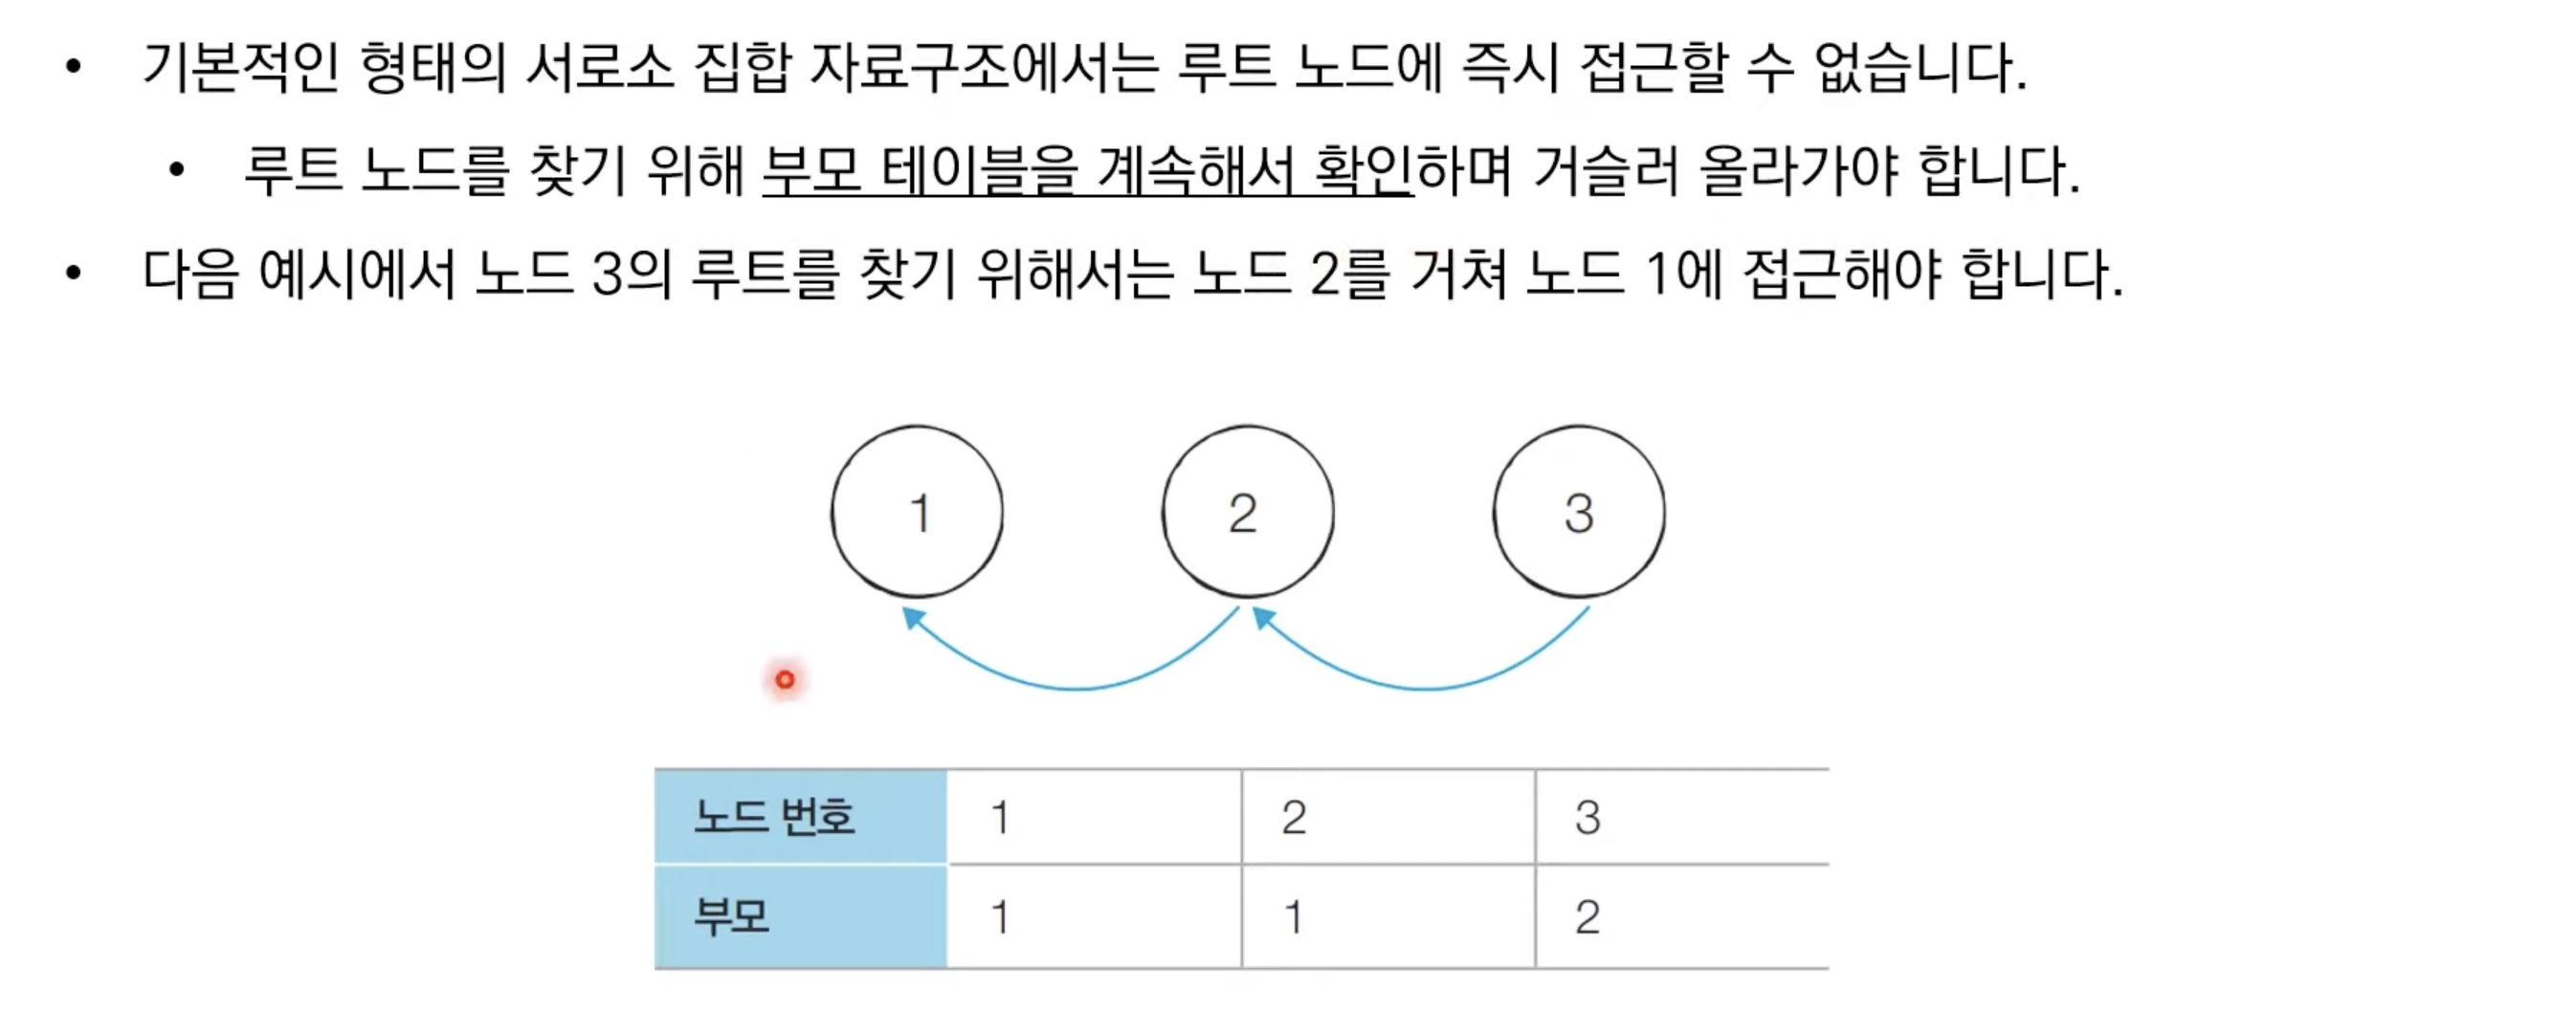 • 기본적인 형태의 서로소 집합 자료구조에서는 루트 노드에 즉시 접근할 수 없습니다.
• 루트 노드를 찾기 위해 부모 테이블을 계속해서 확인하며 거슬러 올라가야 합니다.
• 다음 예시에서 노드 3의 루트를 찾기 위해서는 노드 2를 거쳐 노드 1에 접근해야 합니다.
1 2 3
노드 번호 1 2 3
부모 1 1 2